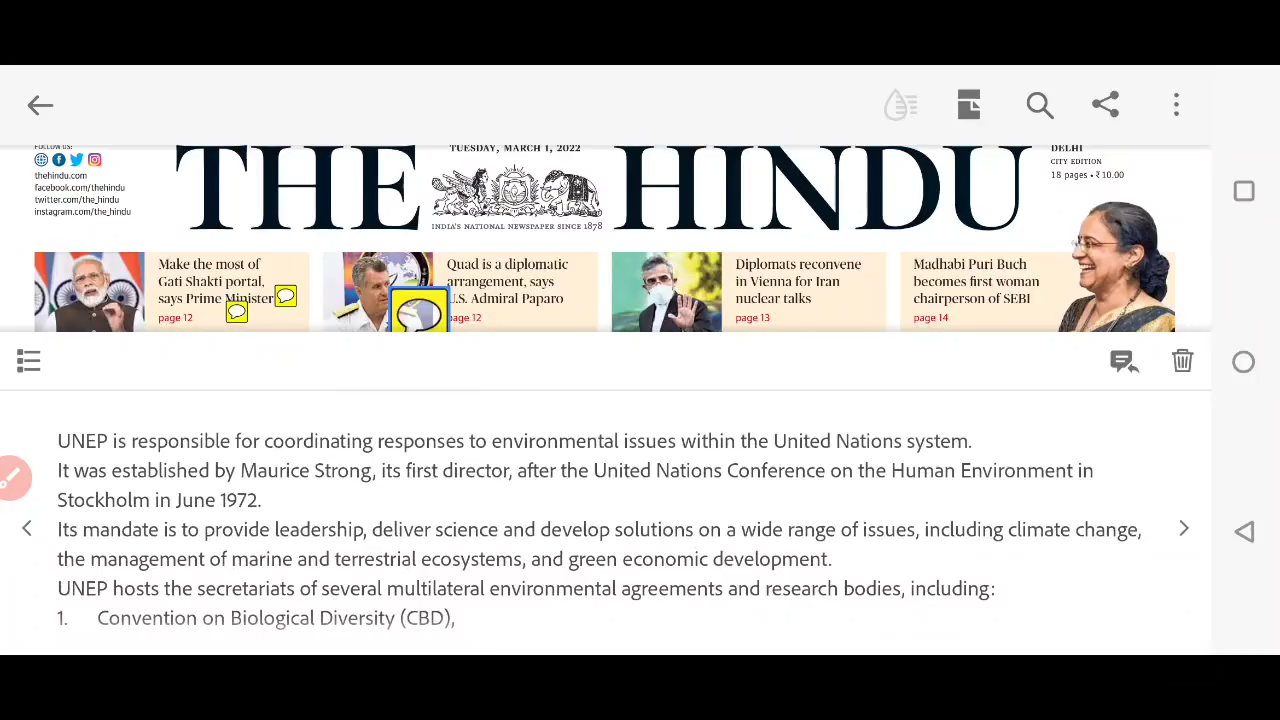 FOLLOW US:
thehindu.com
facebook.com/thehindu
twitter.com/the_hindu
instagram.com/the_hindu
THE HINDU
TUESDAY, MARCH 1, 2022
INDIA'S NATIONAL NEWSPAPER SINCE 1878
DELHI
CITY EDITION
18 pages • ₹10.00
Make the most of
Gati Shakti portal,
says Prime Minister
page 12
Quad is a diplomatic
arrangement, says
U.S. Admiral Paparo
page 12
Diplomats reconvene
in Vienna for Iran
nuclear talks
page 13
Madhabi Puri Buch
becomes first woman
chairperson of SEBI
page 14
UNEP is responsible for coordinating responses to environmental issues within the United Nations system.
It was established by Maurice Strong, its first director, after the United Nations Conference on the Human Environment in
Stockholm in June 1972.
Its mandate is to provide leadership, deliver science and develop solutions on a wide range of issues, including climate change,
the management of marine and terrestrial ecosystems, and green economic development.
UNEP hosts the secretariats of several multilateral environmental agreements and research bodies, including:
1. Convention on Biological Diversity (CBD),